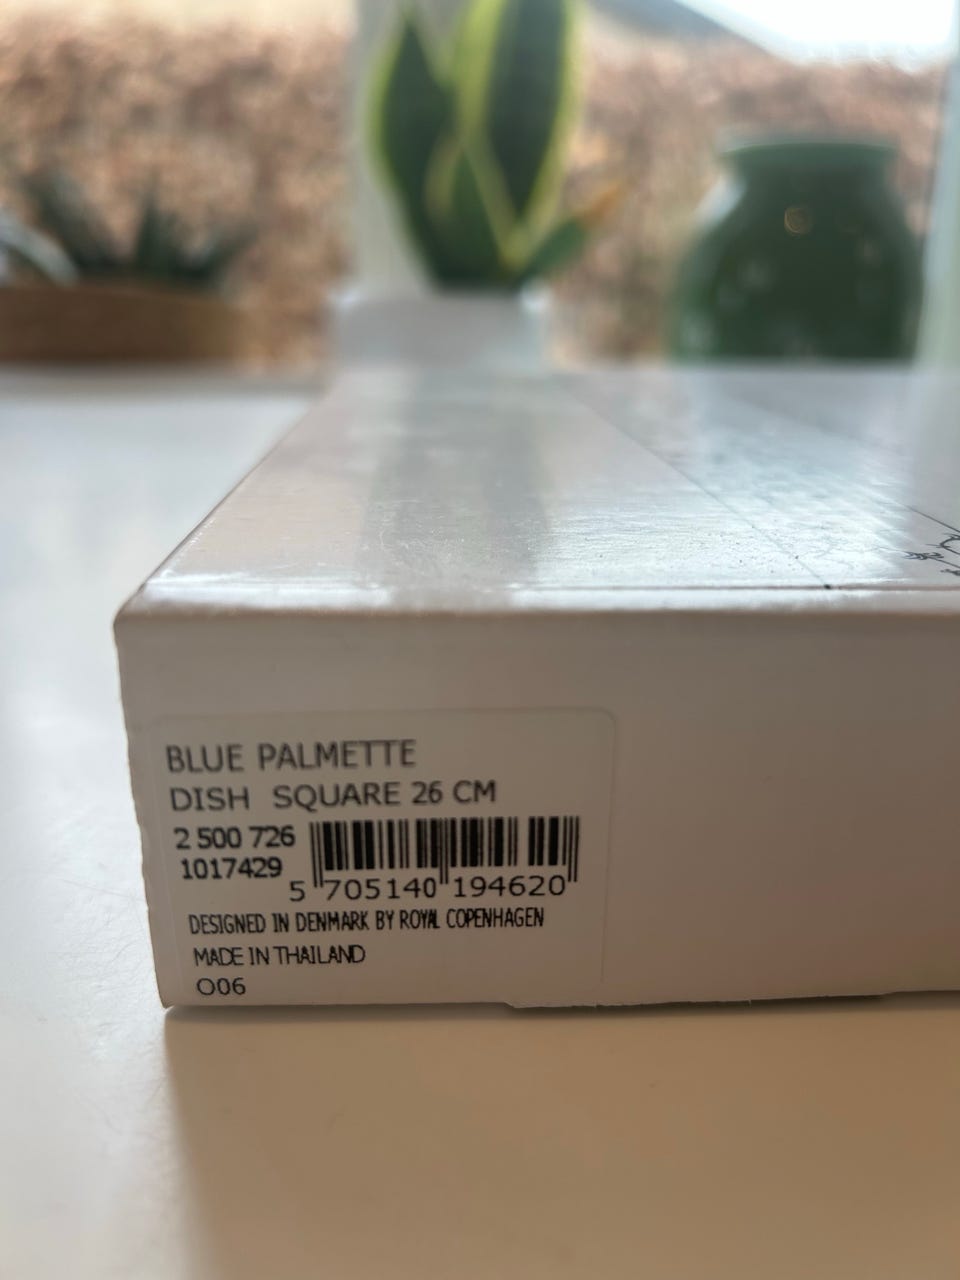 BLUE PALMETTE
DISH SQUARE 26 CM
2 500 726
1017429
5 705140 194620
DESIGNED IN DENMARK BY ROYAL COPENHAGEN
MADE IN THAILAND
O06